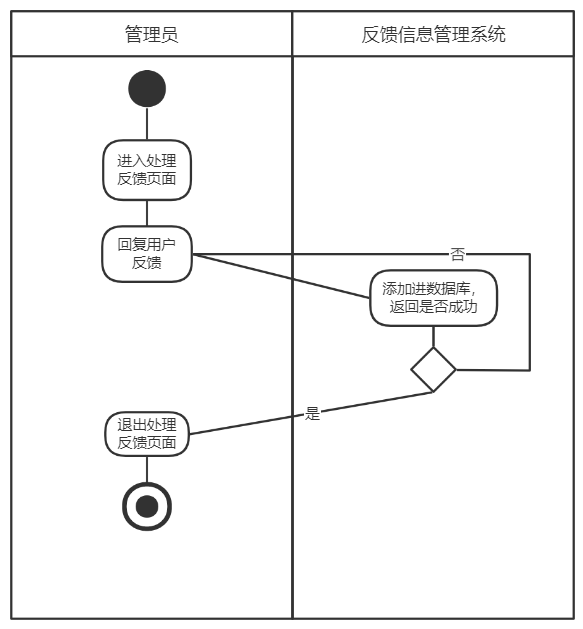 管理员
反馈信息管理系统
进入处理
反馈页面
回复用户
反馈
否
添加进数据库，
返回是否成功
是
退出处理
反馈页面